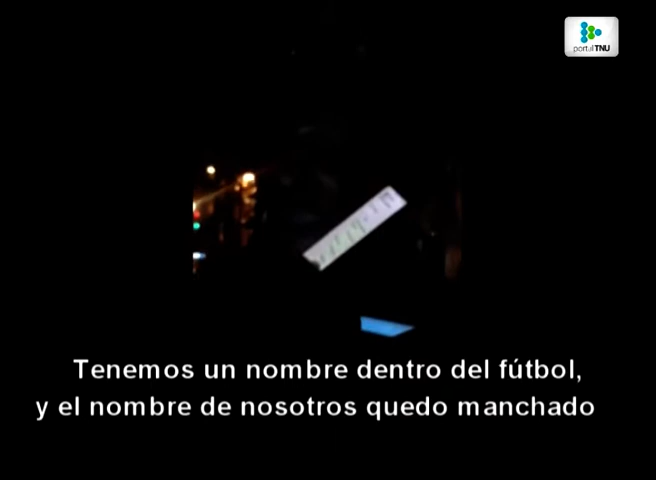 portal TNU
Tenemos un nombre dentro del fútbol,
y el nombre de nosotros quedo manchado